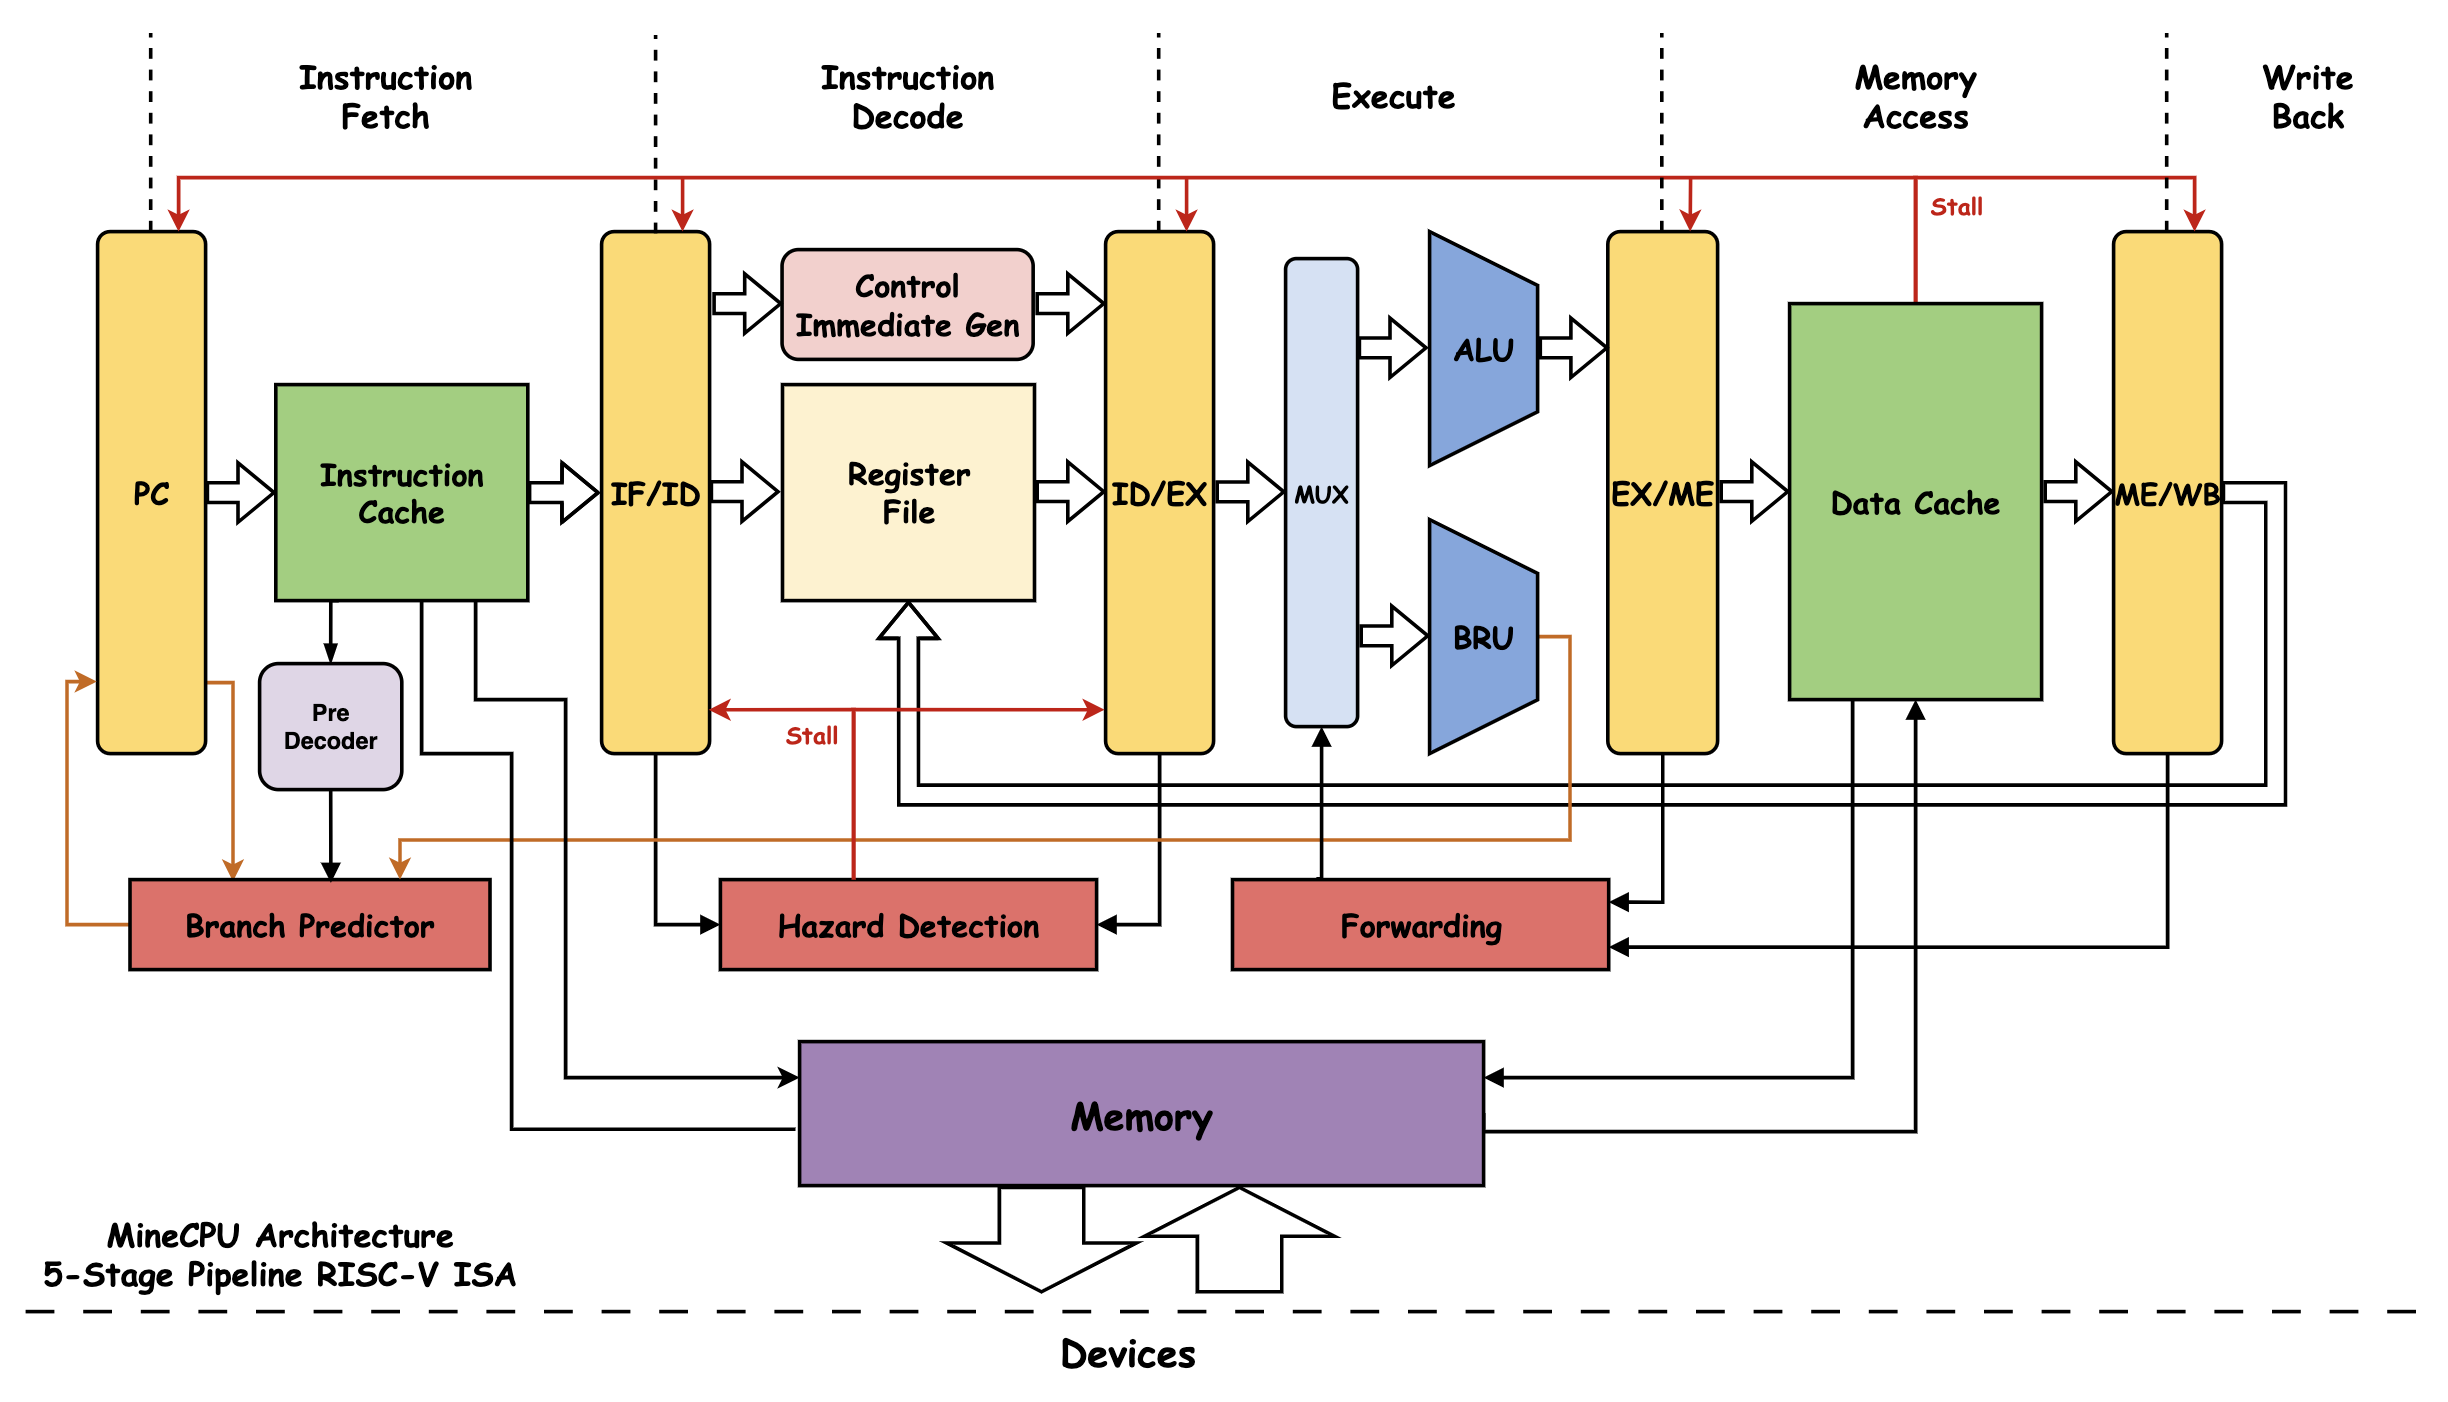 Instruction
Fetch
Instruction
Decode
Execute
Memory
Access
Write
Back
Stall
Control
Immediate Gen
ALU
PC
Instruction
Cache
IF/ID
Register
File
ID/EX
MUX
EX/ME
Data Cache
ME/WB
BRU
Pre
Decoder
Stall
Branch Predictor
Hazard Detection
Forwarding
Memory
MineCPU Architecture
5-Stage Pipeline RISC-V ISA
Devices